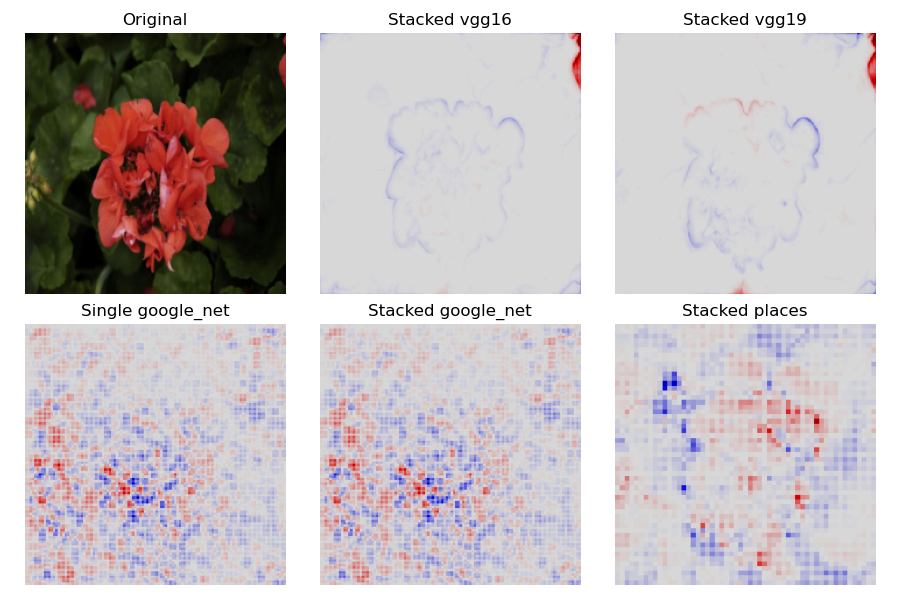 Original
Stacked vgg16
Stacked vgg19
Single google_net
Stacked google_net
Stacked places